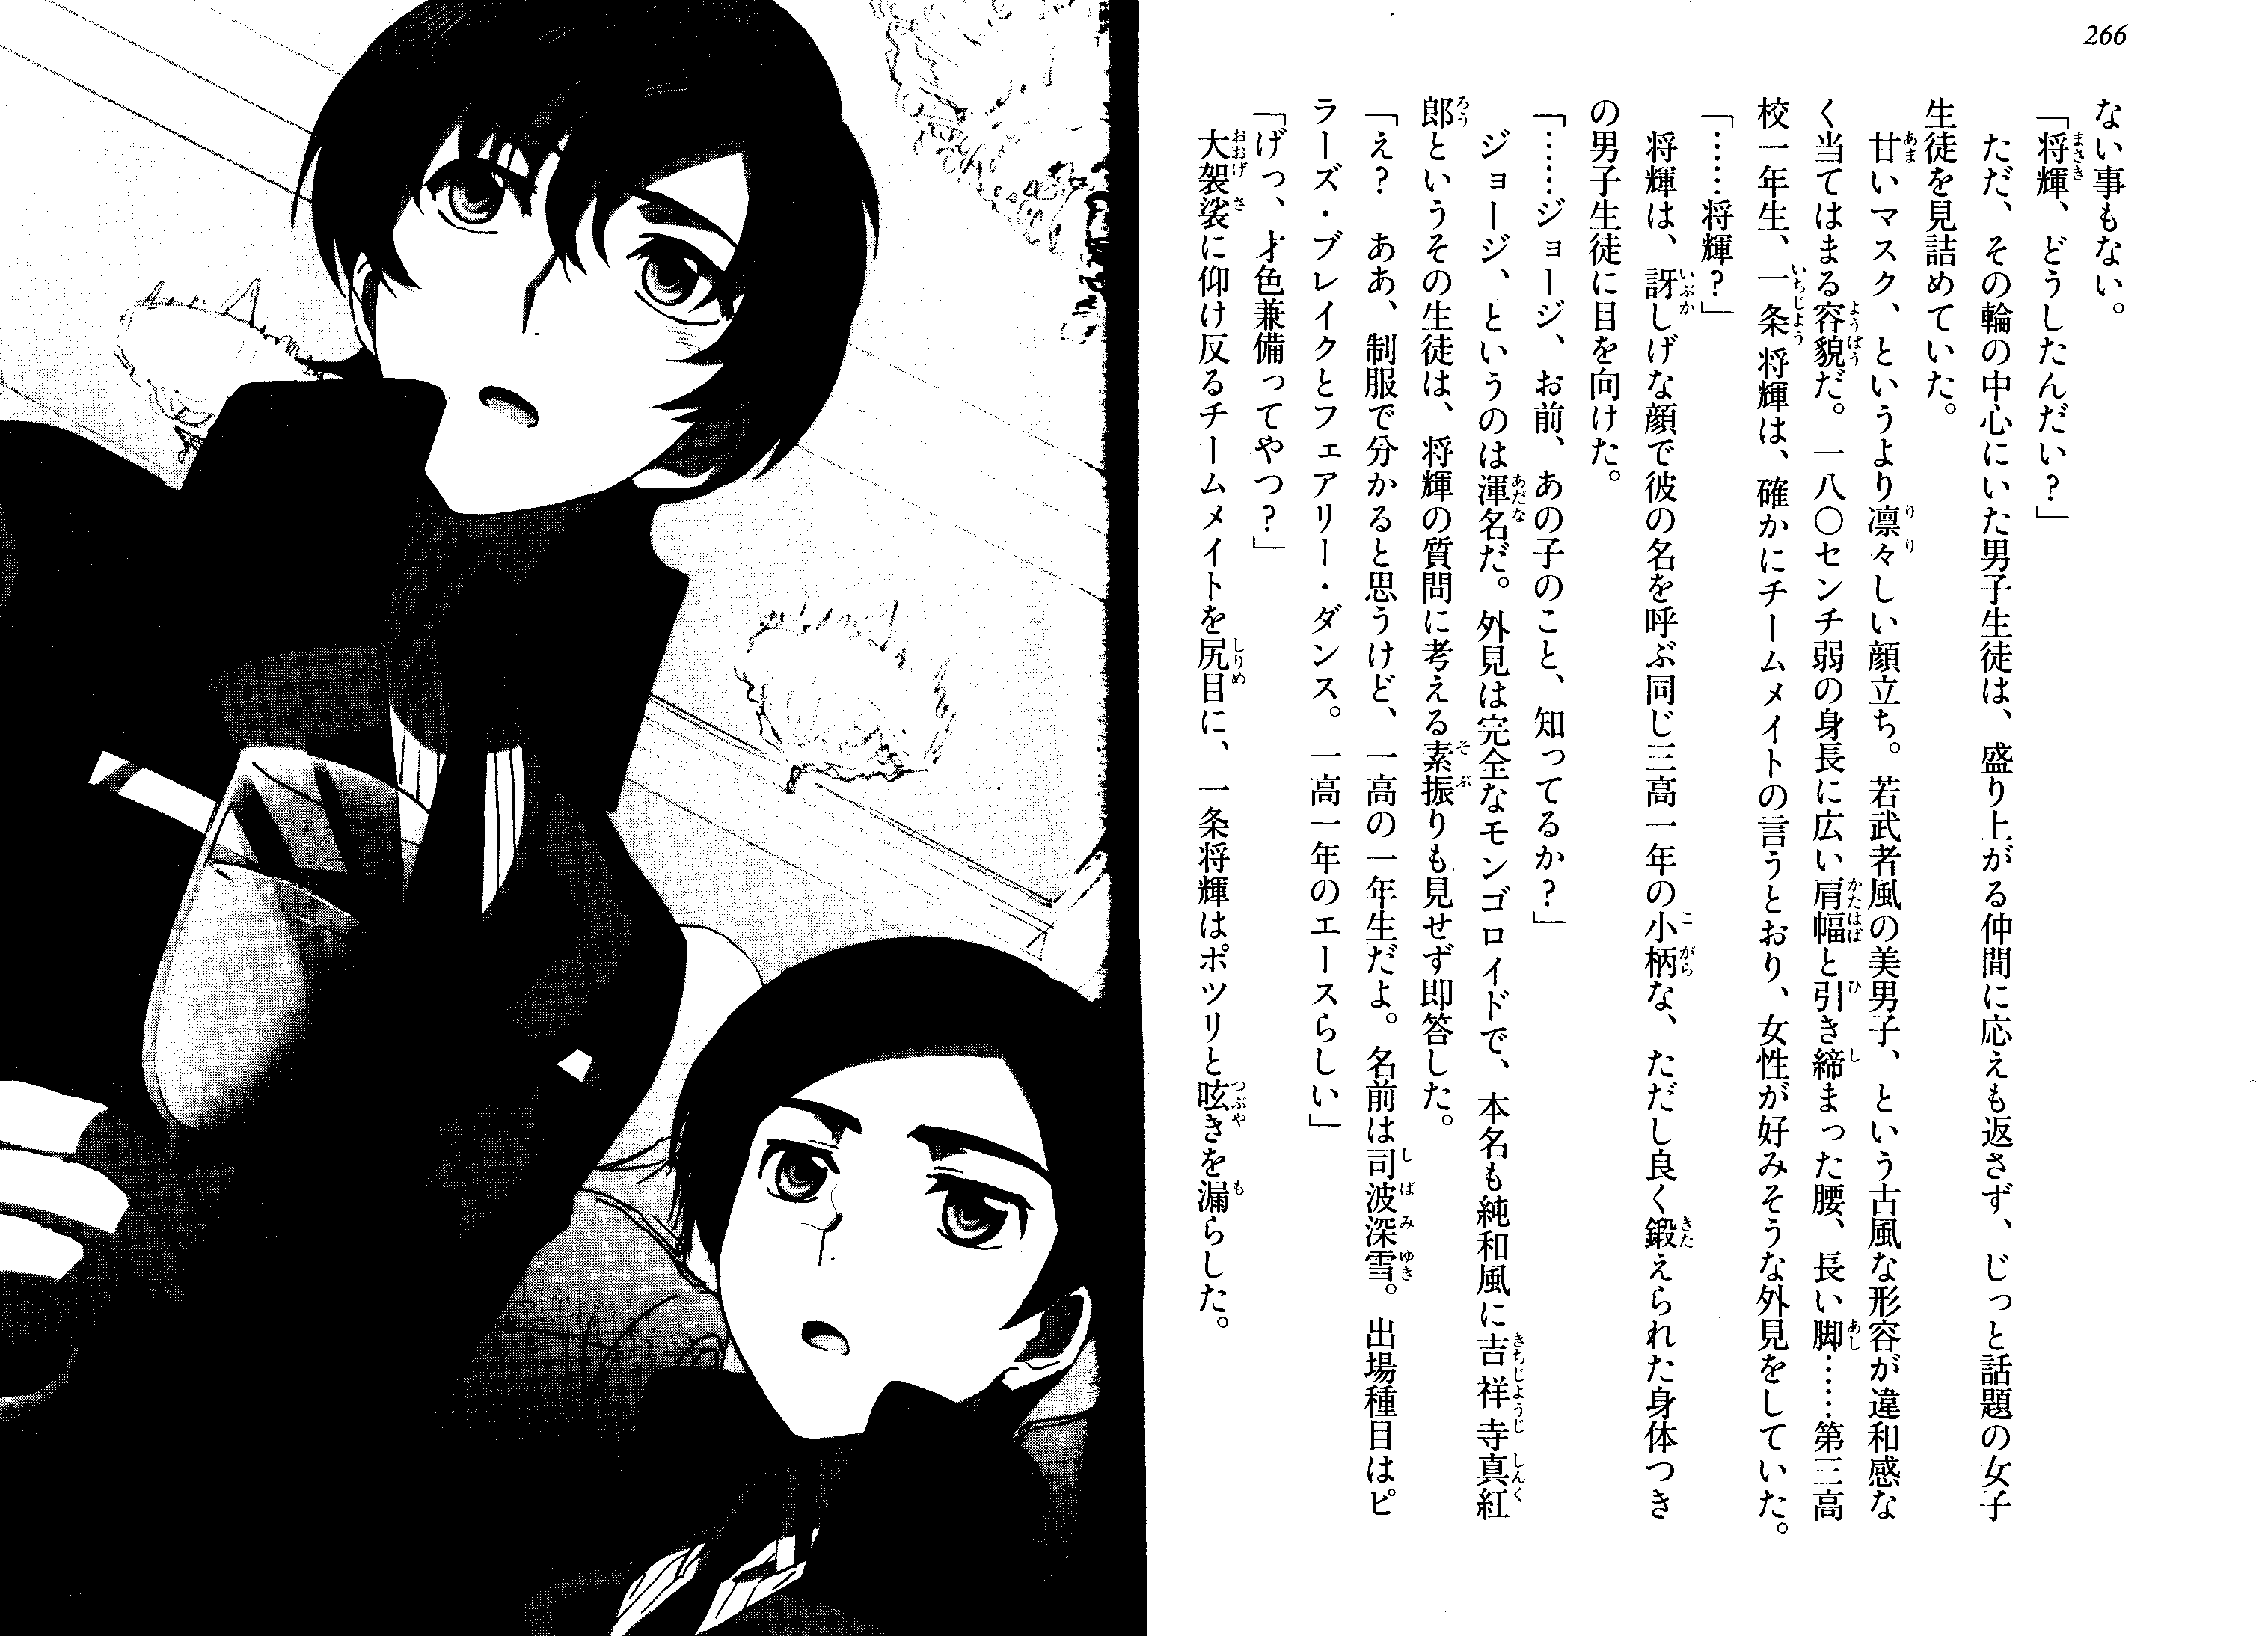 266
ない事もない。
「将輝、どうしたんだい？」
ただ、その輪の中心にいた男子生徒は、盛り上がる仲間に応えも返さず、じっと話題の女子
生徒を見詰めていた。
甘いマスク、というより凛々しい顔立ち。若武者風の美男子、という古風な形容が違和感な
く当てはまる容貌だ。一八〇センチ弱の身長に広い肩幅と引き締まった腰、長い脚……第三高
校一年生、一条将輝は、確かにチームメイトの言うとおり、女性が好みそうな外見をしていた。
「……将輝？」
将輝は、訝しげな顔で彼の名を呼ぶ同じ三高一年の小柄な、ただし良く鍛えられた身体つき
の男子生徒に目を向けた。
「……ジョージ、お前、あの子のこと、知ってるか？」
ジョージ、というのは渾名だ。外見は完全なモンゴロイドで、本名も純和風に吉祥寺真紅
郎というその生徒は、将輝の質問に考える素振りも見せず即答した。
「え？　ああ、制服で分かると思うけど、一高の一年生だよ。名前は司波深雪。出場種目はピ
ラーズ・ブレイクとフェアリー・ダンス。一高一年のエースらしい」
「げっ、才色兼備ってやつ？」
大袈裟に仰け反るチームメイトを尻目に、一条将輝はポツリと呟きを漏らした。